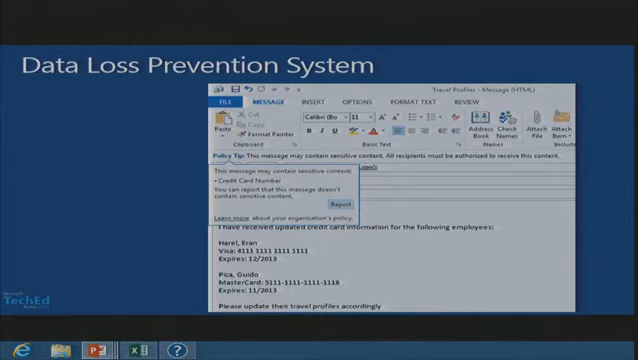 Data Loss Prevention System
Travel Profiles - Message (HTML)
FILE MESSAGE INSERT OPTIONS FORMAT TEXT REVIEW
Paste
Cut
Copy
Format Painter
Calibri (Bo 11
B I U
Address Book
Check Names
Attach File
Attach Item
Clipboard Basic Text Names
Policy Tip: This message may contain sensitive content. All recipients must be authorized to receive this content.
This message may contain sensitive content:
• Credit Card Number
You can report that this message doesn't contain sensitive content.
Report
Learn more about your organization's policy.
.com);
I have received updated credit card information for the following employees:
Harel, Eran
Visa: 4111 1111 1111 1111
Expires: 12/2013
Pica, Guido
MasterCard: 5111-1111-1111-1118
Expires: 11/2013
Please update their travel profiles accordingly
Microsoft
TechEd